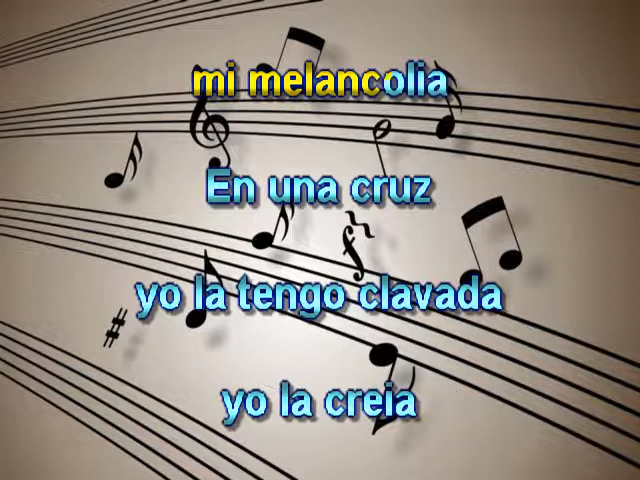 mi melancolia
En una cruz
yo la tengo clavada
yo la creia